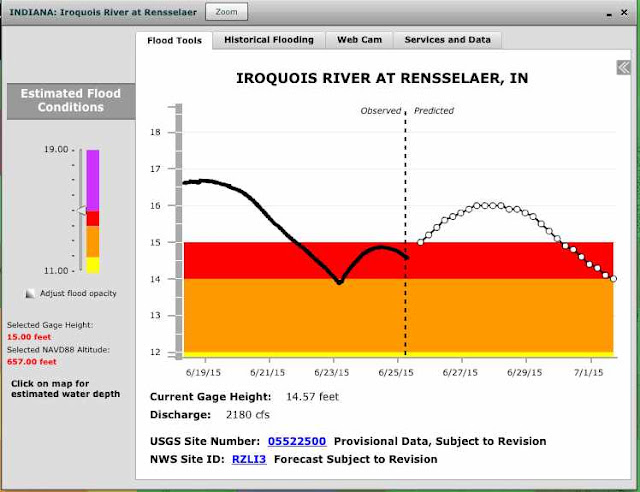 INDIANA: Iroquois River at Rensselaer
Zoom
Flood Tools
Historical Flooding
Web Cam
Services and Data
Estimated Flood
Conditions
19.00
11.00
Adjust flood opacity
Selected Gage Height:
15.00 feet
Selected NAVD88 Altitude:
657.00 feet
Click on map for
estimated water depth
IROQUOIS RIVER AT RENSSELAER, IN
Observed
Predicted
18
17
16
15
14
13
12
6/19/15
6/21/15
6/23/15
6/25/15
6/27/15
6/29/15
7/1/15
Current Gage Height: 14.57 feet
Discharge: 2180 cfs
USGS Site Number: 05522500 Provisional Data, Subject to Revision
NWS Site ID: RZLI3 Forecast Subject to Revision